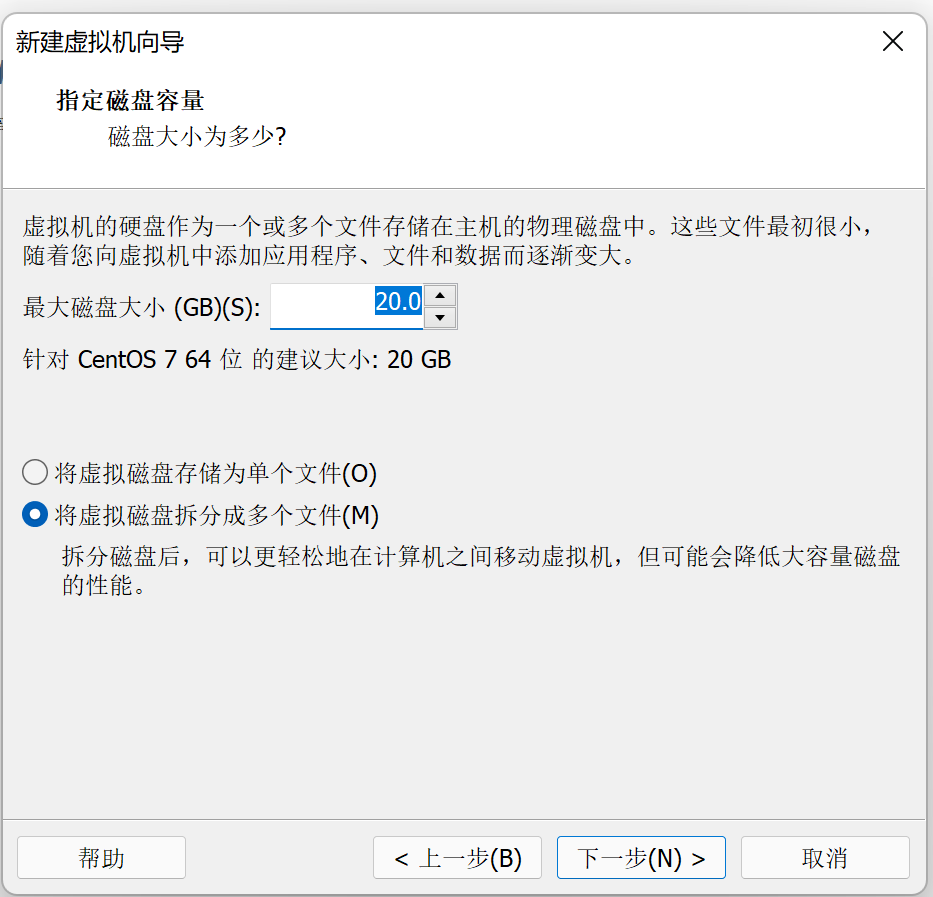 新建虚拟机向导
指定磁盘容量
磁盘大小为多少?
虚拟机的硬盘作为一个或多个文件存储在主机的物理磁盘中。这些文件最初很小，
随着您向虚拟机中添加应用程序、文件和数据而逐渐变大。
最大磁盘大小 (GB)(S): 20.0
针对 CentOS 7 64 位 的建议大小: 20 GB
将虚拟磁盘存储为单个文件(O)
将虚拟磁盘拆分成多个文件(M)
拆分磁盘后，可以更轻松地在计算机之间移动虚拟机，但可能会降低大容量磁盘
的性能。
帮助 < 上一步(B) 下一步(N) > 取消